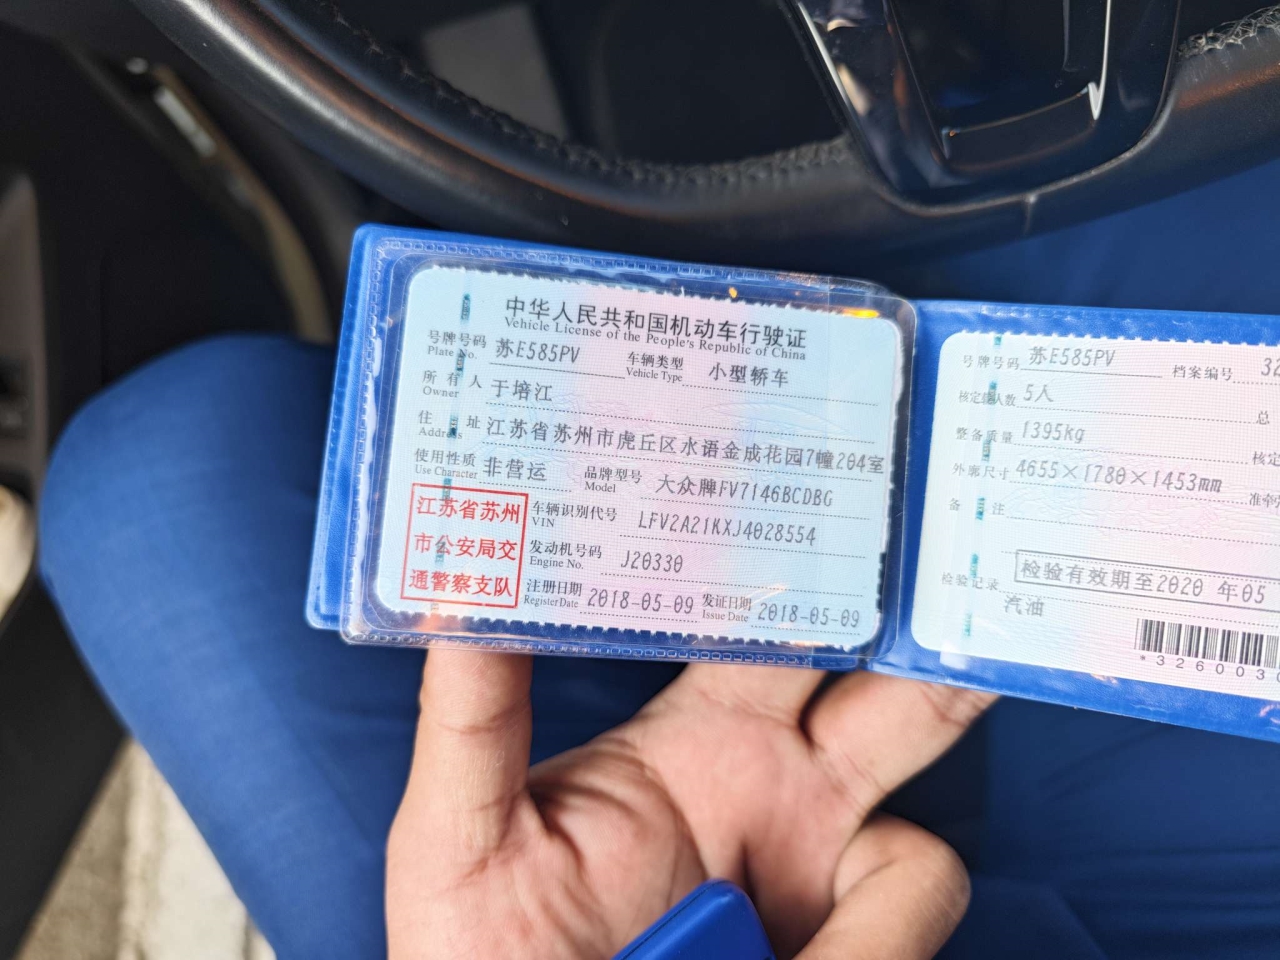 中华人民共和国机动车行驶证
Vehicle License of the People's Republic of China
号牌号码 苏E585PV 车辆类型 小型轿车
Plate No. Vehicle Type
所有人 于培江
Owner
住址 江苏省苏州市虎丘区水语金成花园7幢204室
Address
使用性质 非营运 品牌型号 大众牌FV7146BCDBG
Use Character Model
江苏省苏州
市公安局交
通警察支队
车辆识别代号 LFV2A21KXJ4028554
VIN
发动机号码 J20330
Engine No.
注册日期 2018-05-09 发证日期 2018-05-09
Register Date Issue Date
号牌号码 苏E585PV 档案编号 32
核定载人数 5人 总
整备质量 1395kg 核定
外廓尺寸 4655×1780×1453mm 准牵
备注
检验有效期至2020 年05
检验记录
汽油
*3260030